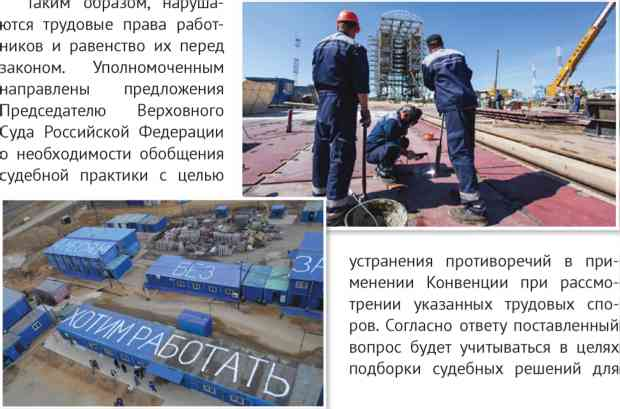 Таким образом, наруша-
ются трудовые права работ-
ников и равенство их перед
законом. Уполномоченным
направлены предложения
Председателю Верховного
Суда Российской Федерации
о необходимости обобщения
судебной практики с целью
БЕЗ
ЗА
ХОТИМ РАБОТАТЬ
устранения противоречий в при-
менении Конвенции при рассмо-
трении указанных трудовых спо-
ров. Согласно ответу поставленный
вопрос будет учитываться в целях
подборки судебных решений для